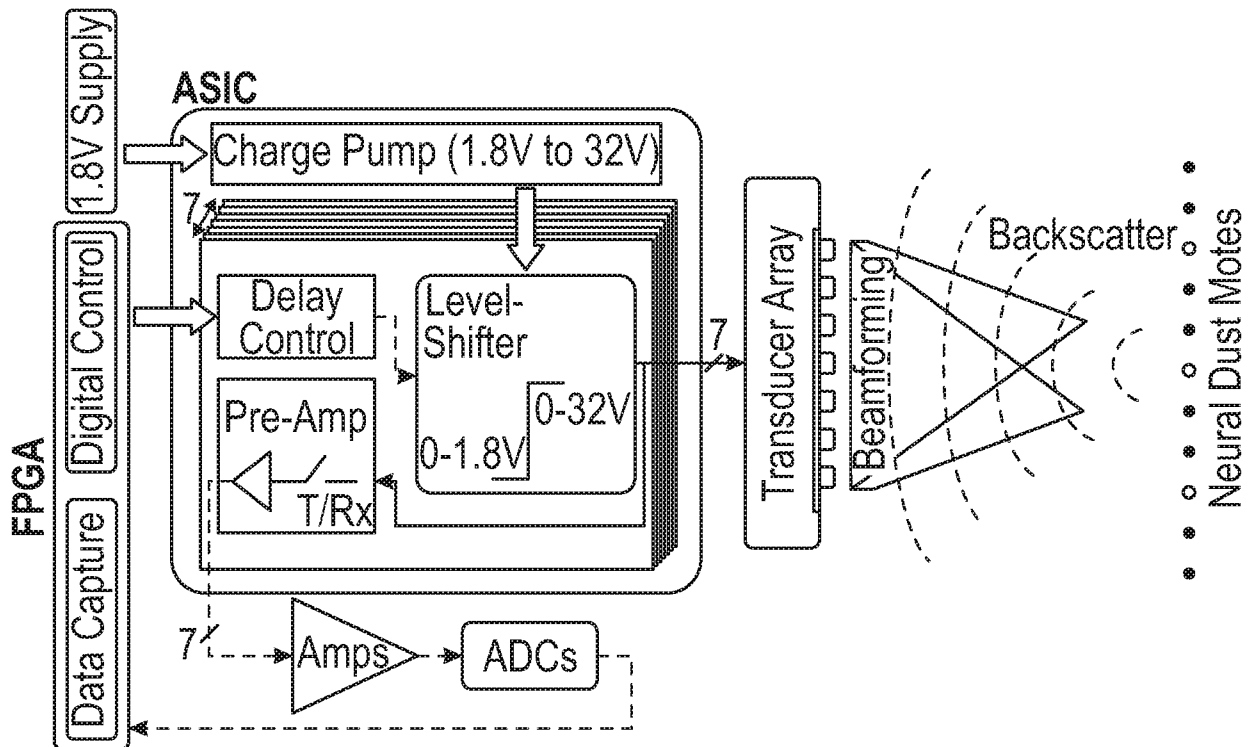 1.8V Supply
ASIC
Charge Pump (1.8V to 32V)
7
FPGA
Digital Control
Data Capture
Delay
Control
Level-
Shifter
0-32V
0-1.8V
Pre-Amp
T/Rx
7
Transducer Array
Beamforming
Backscatter
Neural Dust Motes
7
Amps
ADCs